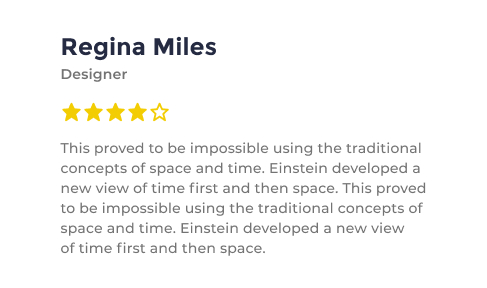 Regina Miles
Designer
This proved to be impossible using the traditional
concepts of space and time. Einstein developed a
new view of time first and then space. This proved
to be impossible using the traditional concepts of
space and time. Einstein developed a new view
of time first and then space.